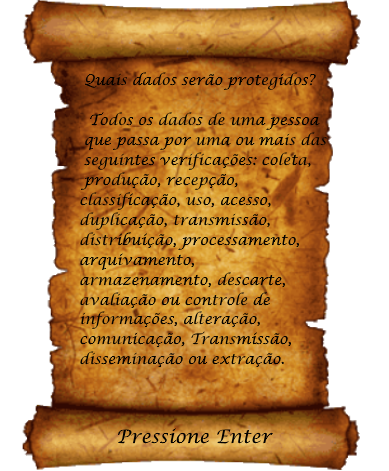 Quais dados serão protegidos?
Todos os dados de uma pessoa
que passa por uma ou mais das
seguintes verificações: coleta,
produção, recepção,
classificação, uso, acesso,
duplicação, transmissão,
distribuição, processamento,
arquivamento,
armazenamento, descarte,
avaliação ou controle de
informações, alteração,
comunicação, Transmissão,
disseminação ou extração.
Pressione Enter